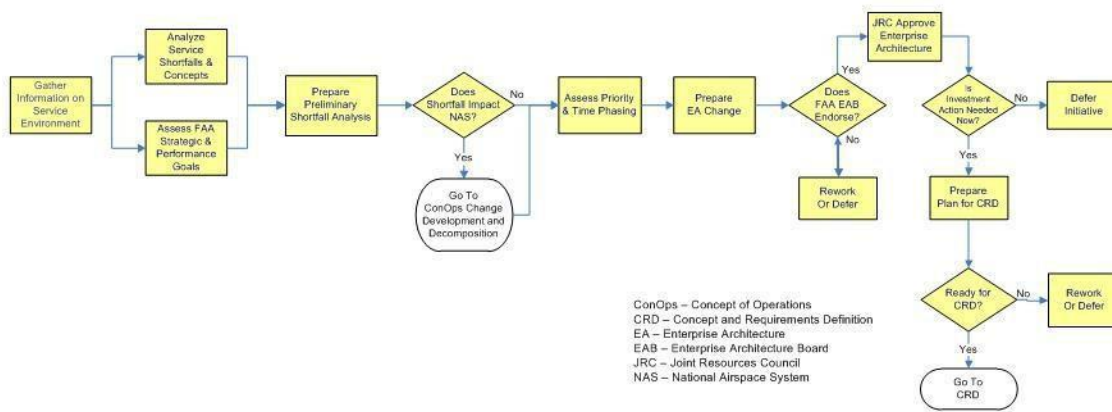 Gather
Information on
Service
Environment
Analyze
Service
Shortfalls &
Concepts
Assess FAA
Strategic &
Performance
Goals
Prepare
Preliminary
Shortfall Analysis
Does
Shortfall Impact
NAS?
No
Yes
Go To
ConOps Change
Development and
Decomposition
Assess Priority
& Time Phasing
Prepare
EA Change
Does
FAA EAB
Endorse?
Yes
No
Rework
Or Defer
JRC Approve
Enterprise
Architecture
Is
Investment
Action Needed
Now?
No
Defer
Initiative
Yes
Prepare
Plan for CRD
Ready for
CRD?
No
Rework
Or Defer
Yes
Go To
CRD
ConOps – Concept of Operations
CRD – Concept and Requirements Definition
EA – Enterprise Architecture
EAB – Enterprise Architecture Board
JRC – Joint Resources Council
NAS – National Airspace System